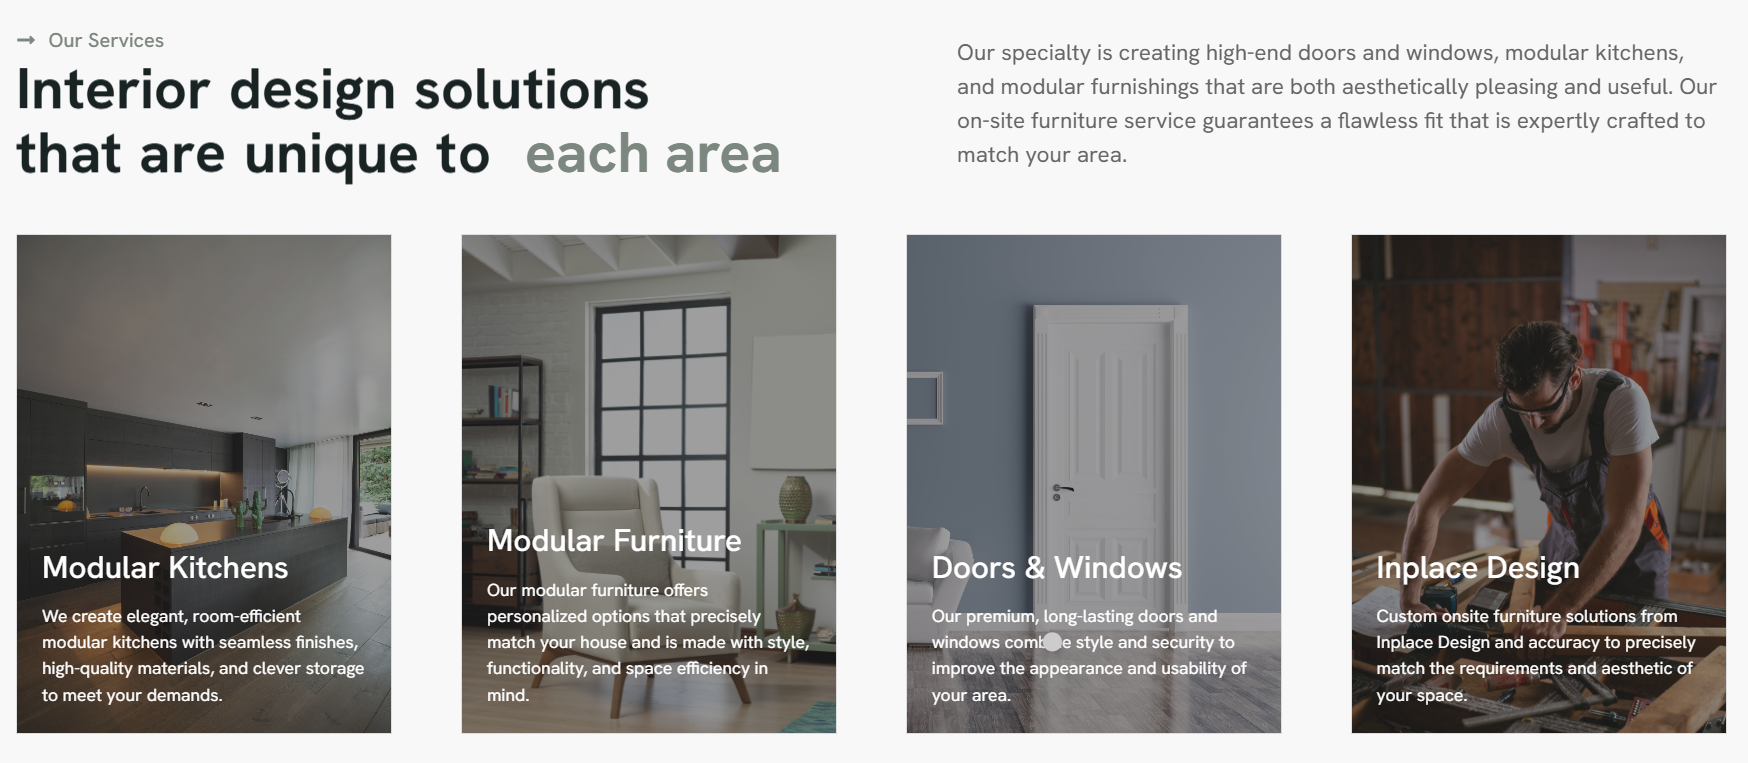 Our Services
Interior design solutions
that are unique to each area
Our specialty is creating high-end doors and windows, modular kitchens,
and modular furnishings that are both aesthetically pleasing and useful. Our
on-site furniture service guarantees a flawless fit that is expertly crafted to
match your area.
Modular Kitchens
We create elegant, room-efficient
modular kitchens with seamless finishes,
high-quality materials, and clever storage
to meet your demands.
Modular Furniture
Our modular furniture offers
personalized options that precisely
match your house and is made with style,
functionality, and space efficiency in
mind.
Doors & Windows
Our premium, long-lasting doors and
windows combine style and security to
improve the appearance and usability of
your area.
Inplace Design
Custom onsite furniture solutions from
Inplace Design and accuracy to precisely
match the requirements and aesthetic of
your space.